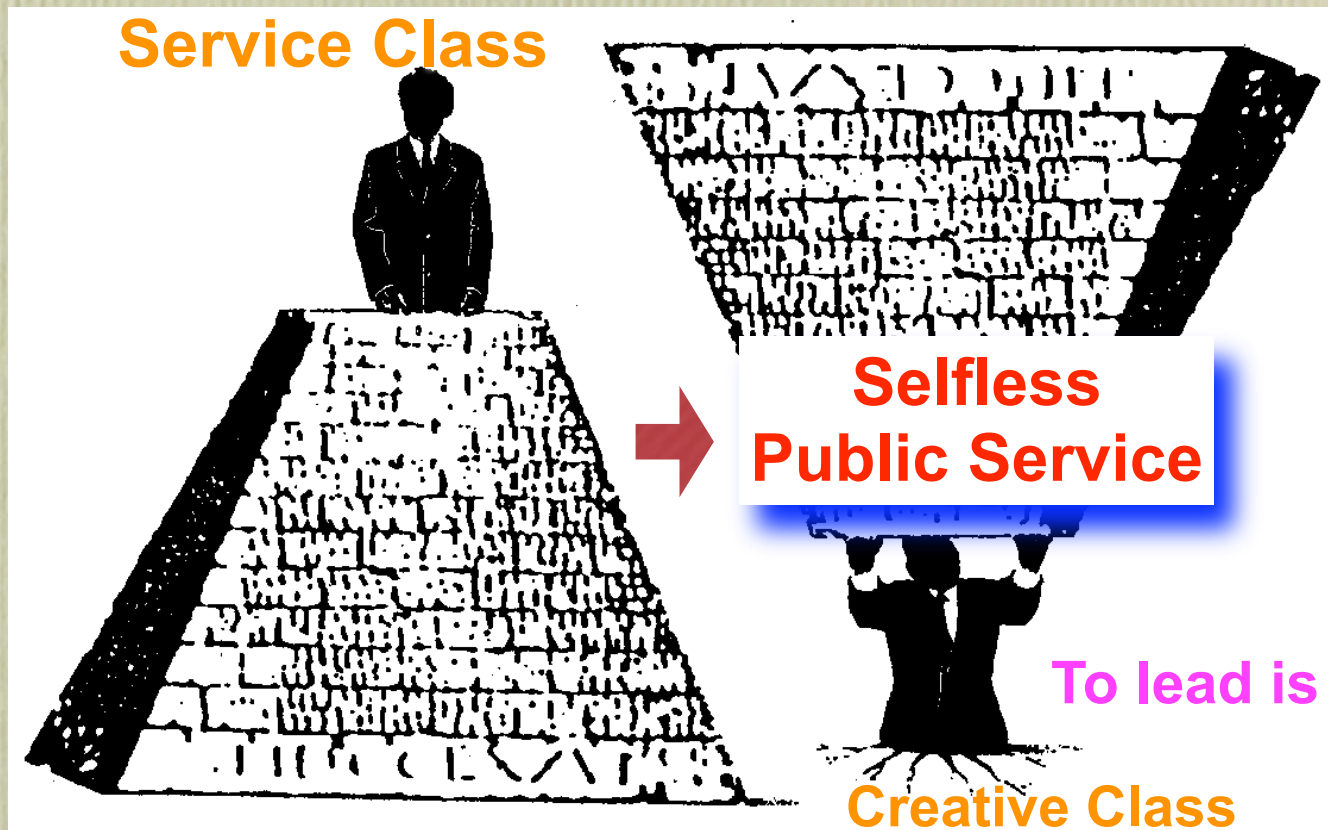 Service Class
Selfless
Public Service
To lead is
Creative Class